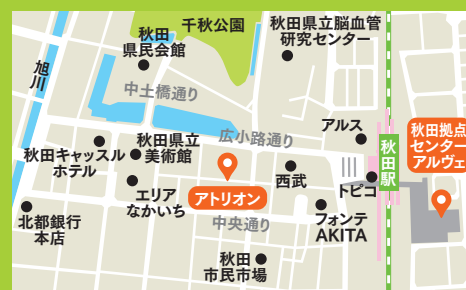 千秋公園
秋田県立脳血管
研究センター
秋田
県民会館
旭川
中土橋通り
広小路通り
アルス
秋田拠点
センター
アルヴェ
秋田キャッスル
ホテル
秋田県立
美術館
秋田駅
エリア
なかいち
アトリオン
西武
トピコ
北都銀行
本店
中央通り
フォンテ
AKITA
秋田
市民市場